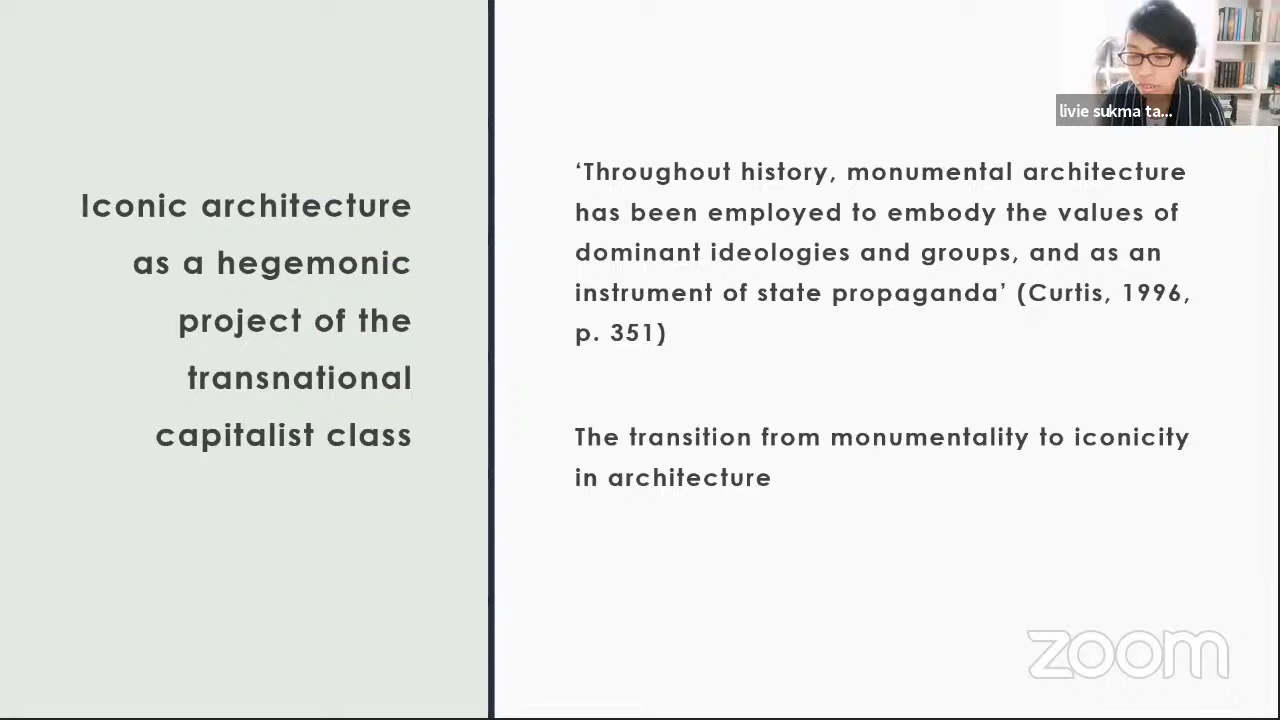 Iconic architecture
as a hegemonic
project of the
transnational
capitalist class
livie sukma ta...
‘Throughout history, monumental architecture
has been employed to embody the values of
dominant ideologies and groups, and as an
instrument of state propaganda’ (Curtis, 1996,
p. 351)
The transition from monumentality to iconicity
in architecture
zoom